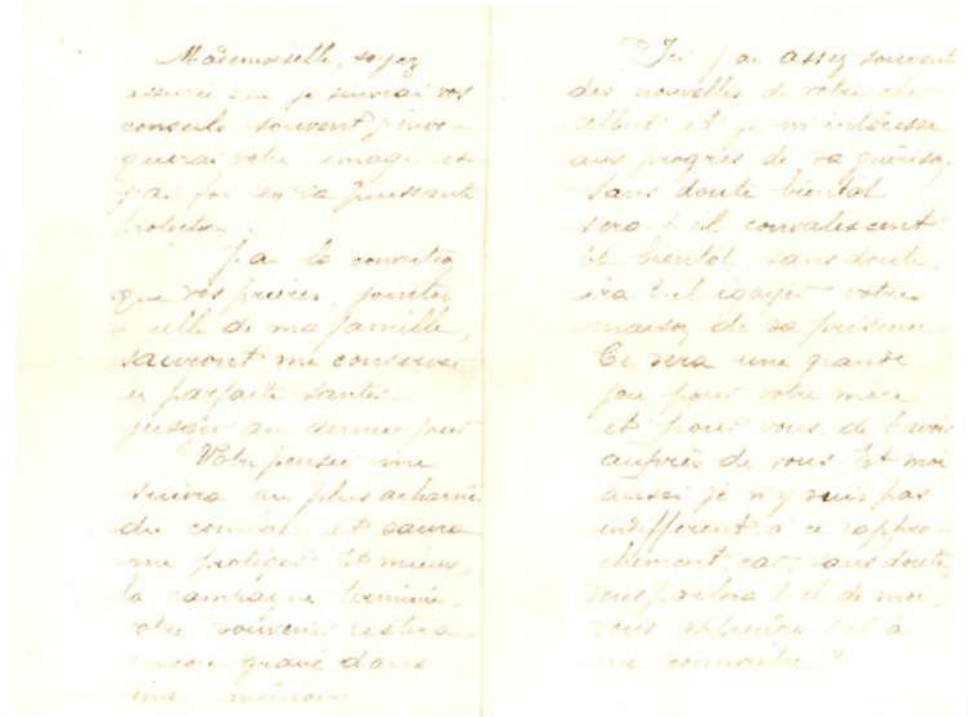 Mademoiselle, soyez
assurée que je suivrai vos
conseils souvent j'invo-
querai votre image et
j'ai foi en sa puissante
protection.
J'ai la conviction
que vos prières jointes
à celle de ma famille,
sauront me conserver
en parfaite santé
jusqu'au dernier jour
Votre pensée me
suivra au plus acharné
du combat et saura
me protéger Et mieux,
la campagne terminée,
votre souvenir restera
encore gravé dans
ma mémoire
Ici j'ai assez souvent
des nouvelles de votre cher
Albert et je m'intéresse
aux progrès de sa guérison,
Sans doute bientôt
sera t'il convalescent
Et bientôt sans doute
ira t'il égayer votre
maison de sa présence
Ce sera une grande
joie pour votre mère
et pour vous de l'avoir
auprès de vous Et moi
aussi je n'y suis pas
indifférent à ce rappro-
chement car sans doute
vous parlera t'il de moi
vous apprendra t'il à
me connaître